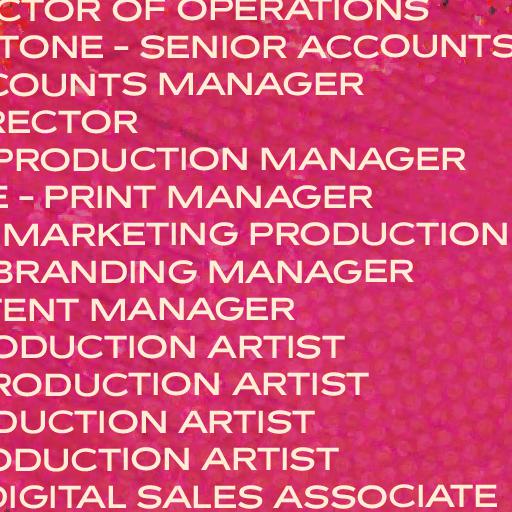 CTOR OF OPERATIONS
TONE - SENIOR ACCOUNTS
COUNTS MANAGER
RECTOR
PRODUCTION MANAGER
E - PRINT MANAGER
MARKETING PRODUCTION
BRANDING MANAGER
TENT MANAGER
ODUCTION ARTIST
RODUCTION ARTIST
DUCTION ARTIST
ODUCTION ARTIST
DIGITAL SALES ASSOCIATE